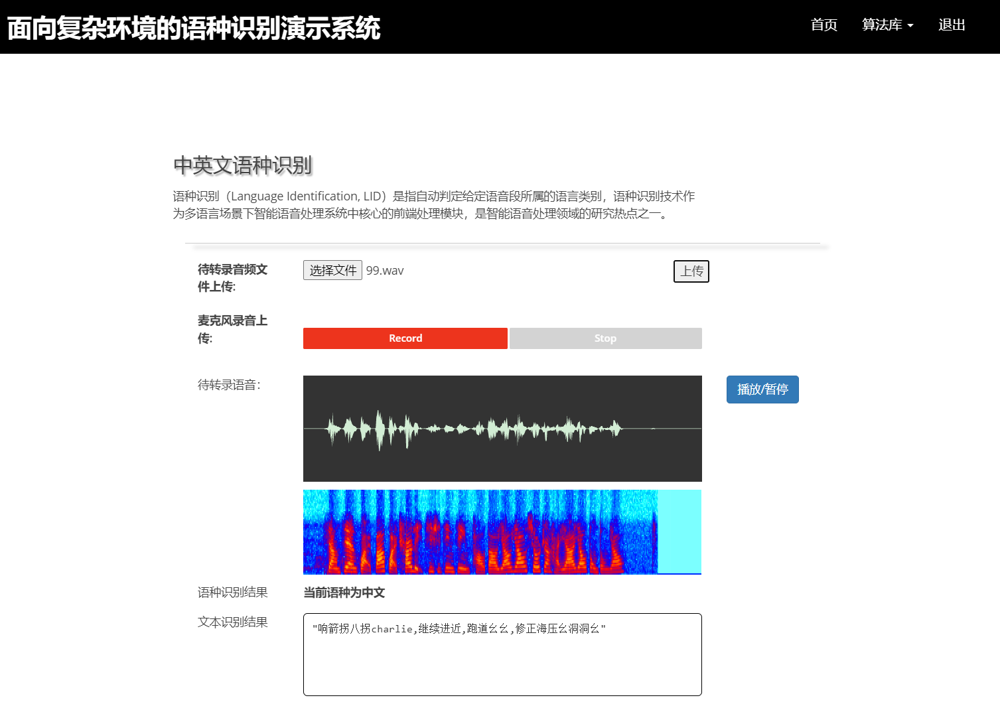 面向复杂环境的语种识别演示系统
首页 算法库 退出
中英文语种识别
语种识别（Language Identification, LID）是指自动判定给定语音段所属的语言类别，语种识别技术作
为多语言场景下智能语音处理系统中核心的前端处理模块，是智能语音处理领域的研究热点之一。
待转录音频文
件上传:
选择文件 99.wav
上传
麦克风录音上
传:
Record
Stop
待转录语音：
播放/暂停
语种识别结果
当前语种为中文
文本识别结果
"响箭拐八拐charlie,继续进近,跑道幺幺,修正海压幺洞洞幺"